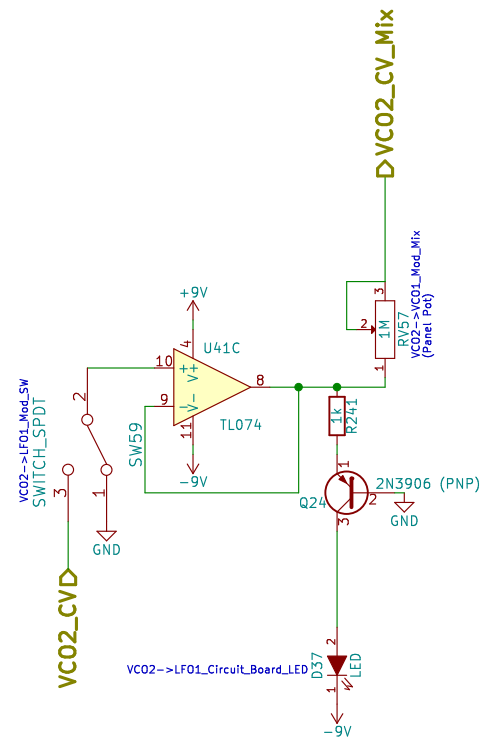 VCO2_CV_Mix
VCO2->VCO1_Mod_Mix
(Panel Pot)
+9V
3
2
1M
RV57
1
4
U41C
10
+
V+
8
9
-
V-
TL074
11
-9V
SW59
VCO2->LFO1_Mod_SW
SWITCH_SPDT
2
3
1
GND
VCO2_CV
1k
R241
1
2N3906 (PNP)
2
Q24
3
GND
VCO2->LFO1_Circuit_Board_LED
2
D37
LED
1
-9V